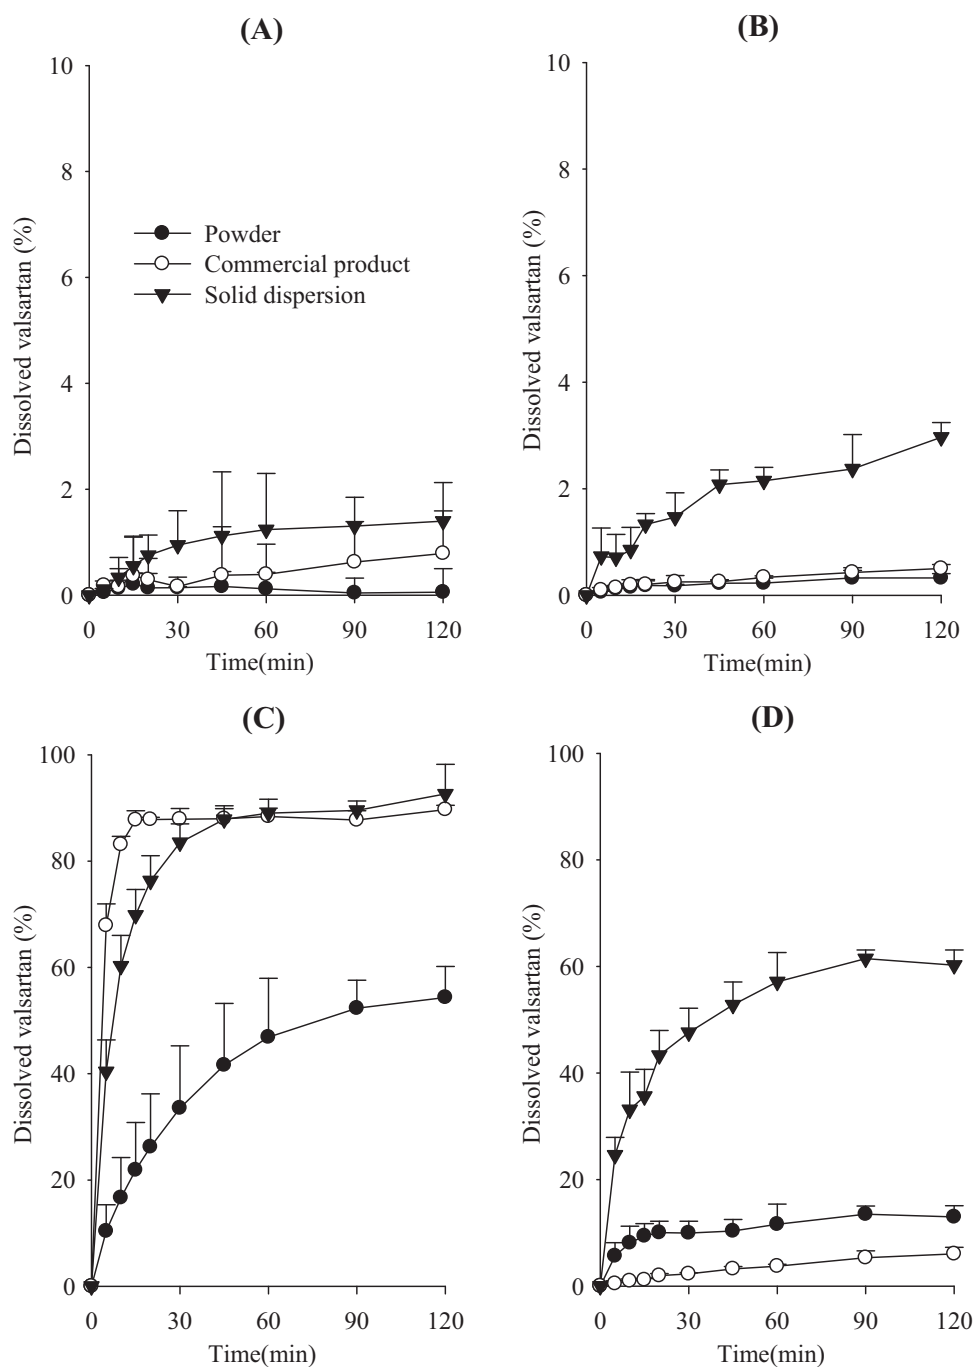 (A)
10
8
6
4
2
0
Dissolved valsartan (%)
Powder
Commercial product
Solid dispersion
0 30 60 90 120
Time(min)
(B)
10
8
6
4
2
0
Dissolved valsartan (%)
0 30 60 90 120
Time(min)
(C)
100
80
60
40
20
0
Dissolved valsartan (%)
0 30 60 90 120
Time(min)
(D)
100
80
60
40
20
0
Dissolved valsartan (%)
0 30 60 90 120
Time(min)